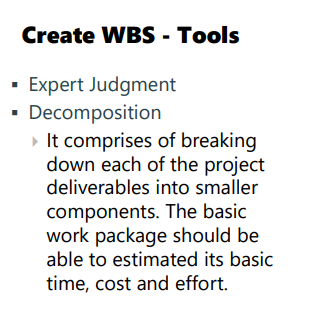 Create WBS - Tools
▪ Expert Judgment
▪ Decomposition
It comprises of breaking
down each of the project
deliverables into smaller
components. The basic
work package should be
able to estimated its basic
time, cost and effort.